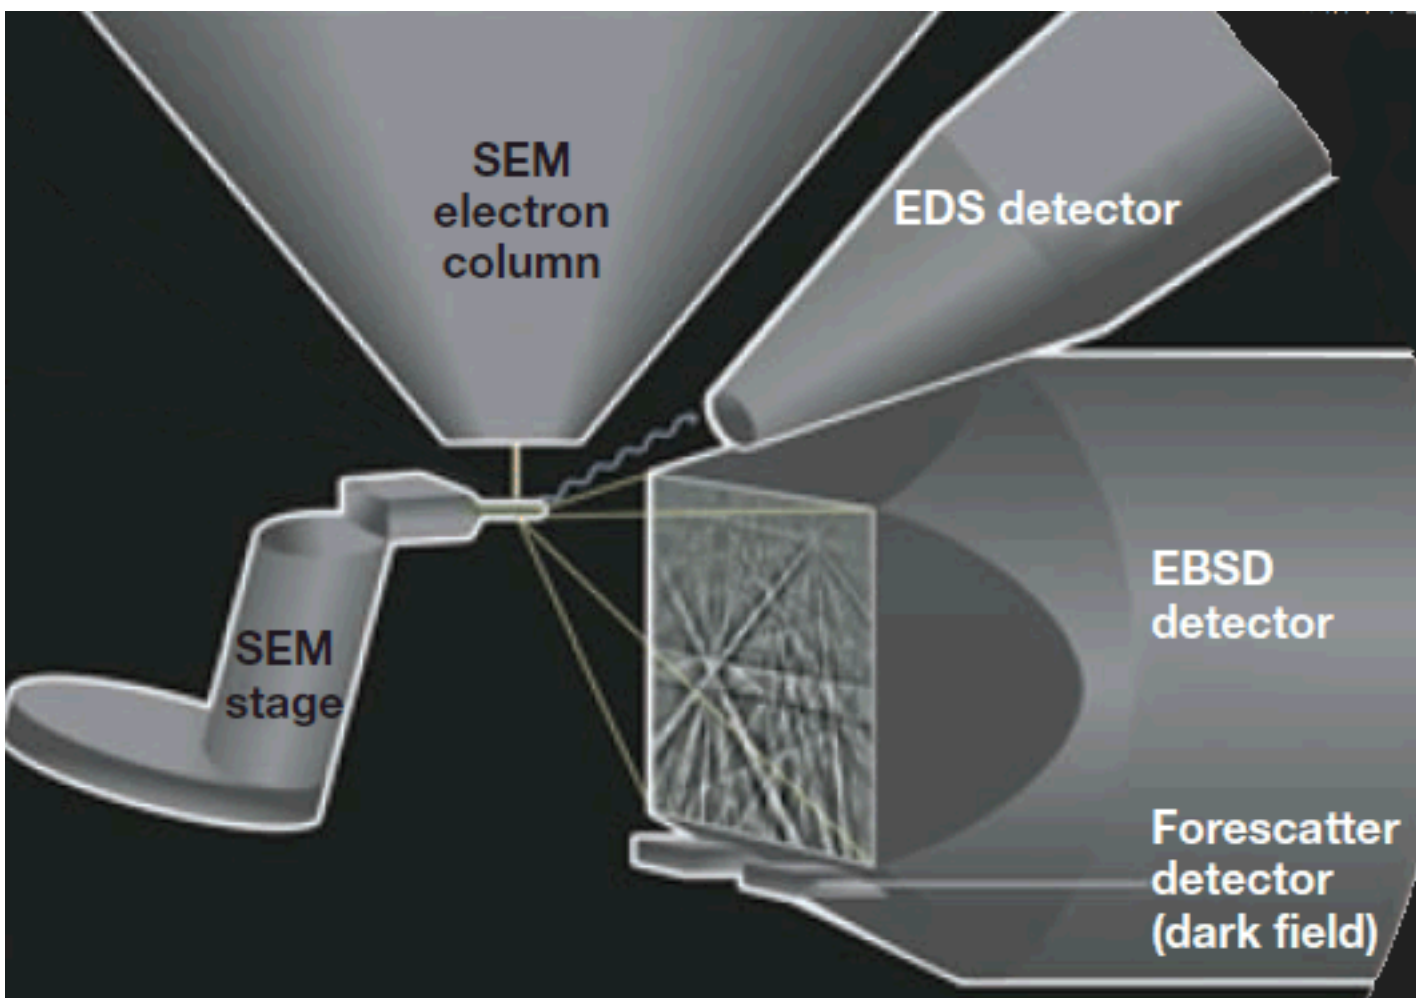 SEM
electron
column
EDS detector
EBSD
detector
SEM
stage
Forescatter
detector
(dark field)